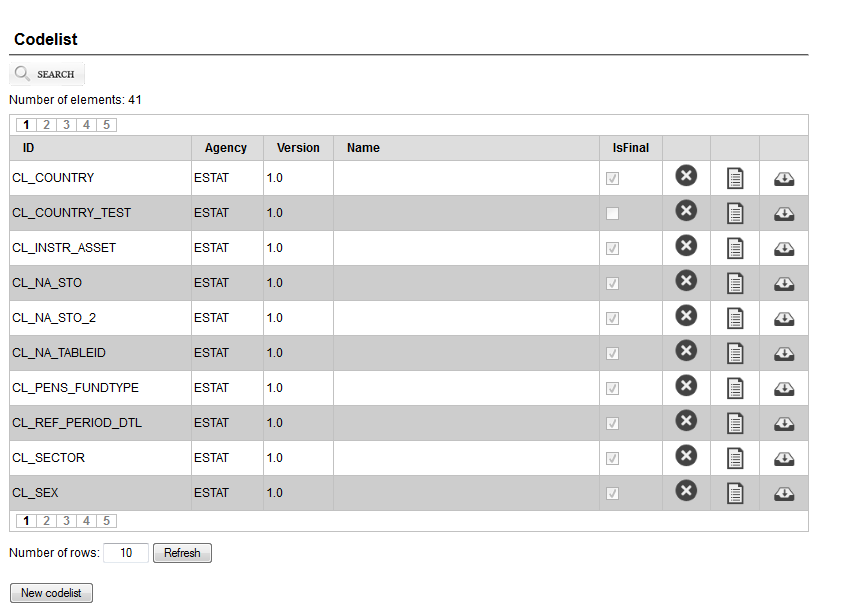 Codelist
SEARCH
Number of elements: 41
1 2 3 4 5
ID Agency Version Name IsFinal
CL_COUNTRY ESTAT 1.0
CL_COUNTRY_TEST ESTAT 1.0
CL_INSTR_ASSET ESTAT 1.0
CL_NA_STO ESTAT 1.0
CL_NA_STO_2 ESTAT 1.0
CL_NA_TABLEID ESTAT 1.0
CL_PENS_FUNDTYPE ESTAT 1.0
CL_REF_PERIOD_DTL ESTAT 1.0
CL_SECTOR ESTAT 1.0
CL_SEX ESTAT 1.0
1 2 3 4 5
Number of rows: 10 Refresh
New codelist